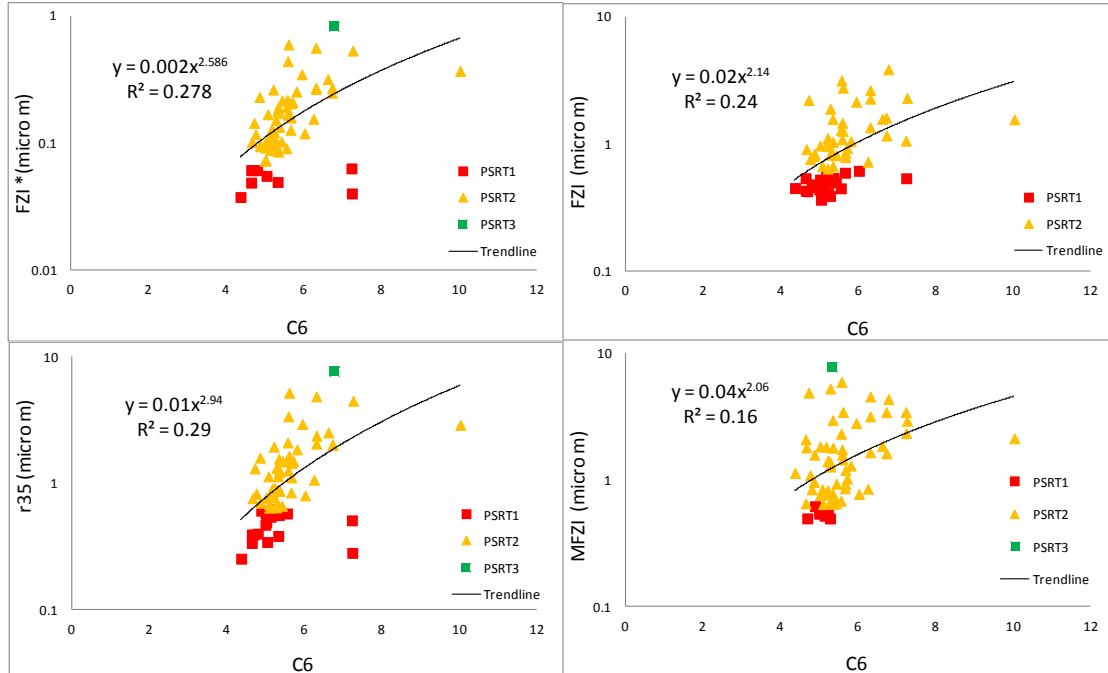 FZI * (micro m)
1
0.1
0.01
y = 0.002x^2.586
R² = 0.278
PSRT1
PSRT2
PSRT3
Trendline
0 2 4 6 8 10 12
C6
FZI (micro m)
10
1
0.1
y = 0.02x^2.14
R² = 0.24
PSRT1
PSRT2
Trendline
0 2 4 6 8 10 12
C6
r35 (micro m)
10
1
0.1
y = 0.01x^2.94
R² = 0.29
PSRT1
PSRT2
PSRT3
Trendline
0 2 4 6 8 10 12
C6
MFZI (micro m)
10
1
0.1
y = 0.04x^2.06
R² = 0.16
PSRT1
PSRT2
PSRT3
Trendline
0 2 4 6 8 10 12
C6